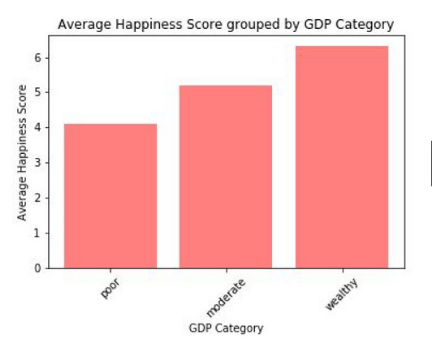 Average Happiness Score grouped by GDP Category
Average Happiness Score
6
5
4
3
2
1
0
poor
moderate
wealthy
GDP Category